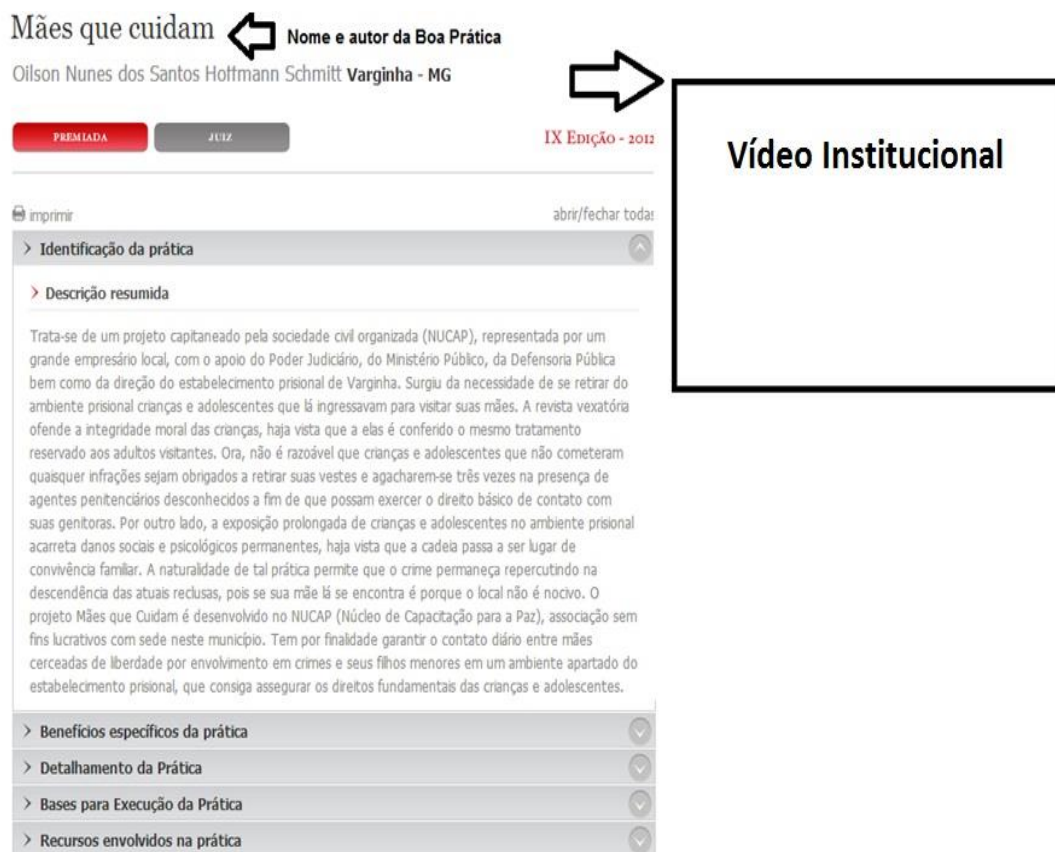 Mães que cuidam
Nome e autor da Boa Prática
Oilson Nunes dos Santos Hoffmann Schmitt Varginha - MG
PREMIADA
JUIZ
IX EDIÇÃO - 2012
Vídeo Institucional
imprimir
abrir/fechar todas
> Identificação da prática
> Descrição resumida
Trata-se de um projeto capitaneado pela sociedade civil organizada (NUCAP), representada por um
grande empresário local, com o apoio do Poder Judiciário, do Ministério Público, da Defensoria Pública
bem como da direção do estabelecimento prisional de Varginha. Surgiu da necessidade de se retirar do
ambiente prisional crianças e adolescentes que lá ingressavam para visitar suas mães. A revista vexatória
ofende a integridade moral das crianças, haja vista que a elas é conferido o mesmo tratamento
reservado aos adultos visitantes. Ora, não é razoável que crianças e adolescentes que não cometeram
quaisquer infrações sejam obrigados a retirar suas vestes e agacharem-se três vezes na presença de
agentes penitenciários desconhecidos a fim de que possam exercer o direito básico de contato com
suas genitoras. Por outro lado, a exposição prolongada de crianças e adolescentes no ambiente prisional
acarreta danos sociais e psicológicos permanentes, haja vista que a cadeia passa a ser lugar de
convivência familiar. A naturalidade de tal prática permite que o crime permaneça repercutindo na
descendência das atuais reclusas, pois se sua mãe lá se encontra é porque o local não é nocivo. O
projeto Mães que Cuidam é desenvolvido no NUCAP (Núcleo de Capacitação para a Paz), associação sem
fins lucrativos com sede neste município. Tem por finalidade garantir o contato diário entre mães
cerceadas de liberdade por envolvimento em crimes e seus filhos menores em um ambiente apartado do
estabelecimento prisional, que consiga assegurar os direitos fundamentais das crianças e adolescentes.
> Benefícios específicos da prática
> Detalhamento da Prática
> Bases para Execução da Prática
> Recursos envolvidos na prática